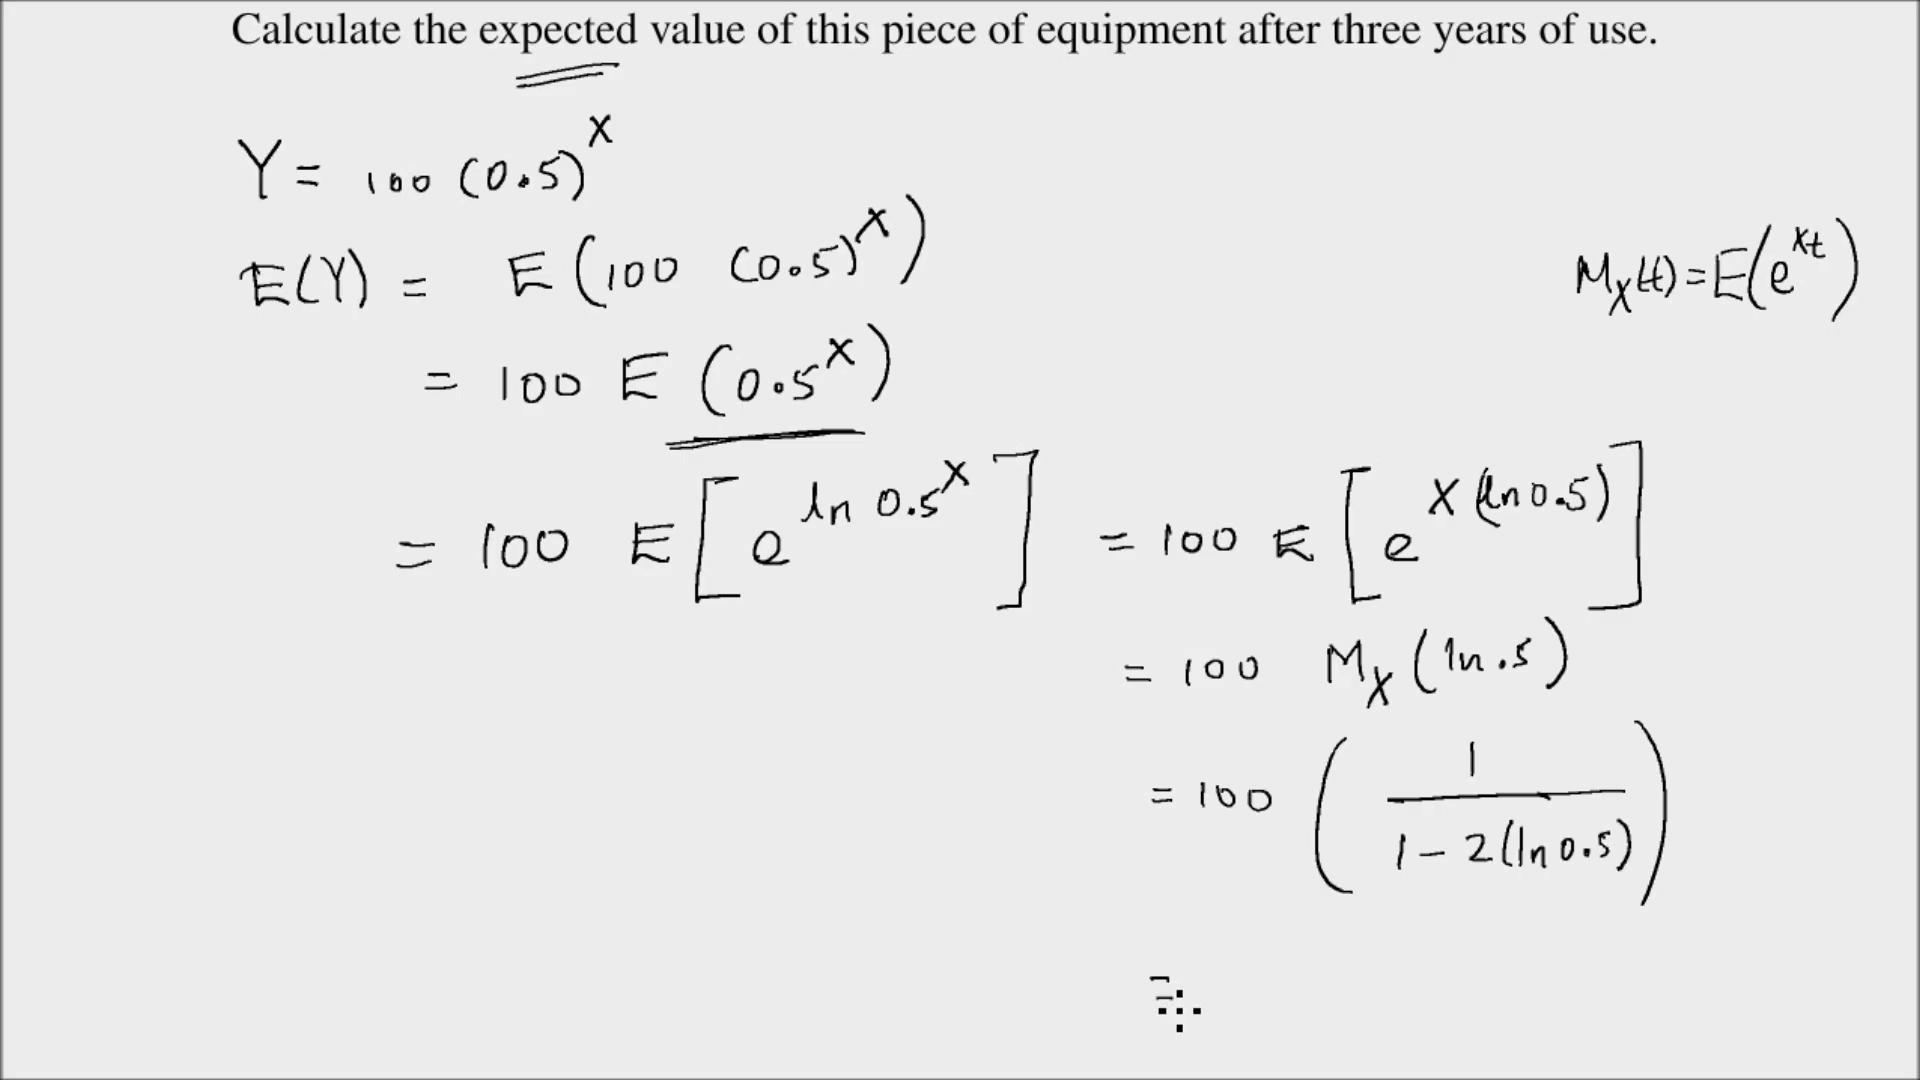 Calculate the expected value of this piece of equipment after three years of use.
Y = 100 (0.5)^X
E(Y) = E(100 (0.5)^X)
M_X(t) = E(e^{Xt})
= 100 E(0.5^X)
= 100 E[e^{ln 0.5^X}] = 100 E[e^{X(ln 0.5)}]
= 100 M_X(ln .5)
= 100 (1 / (1 - 2(ln 0.5)))
=